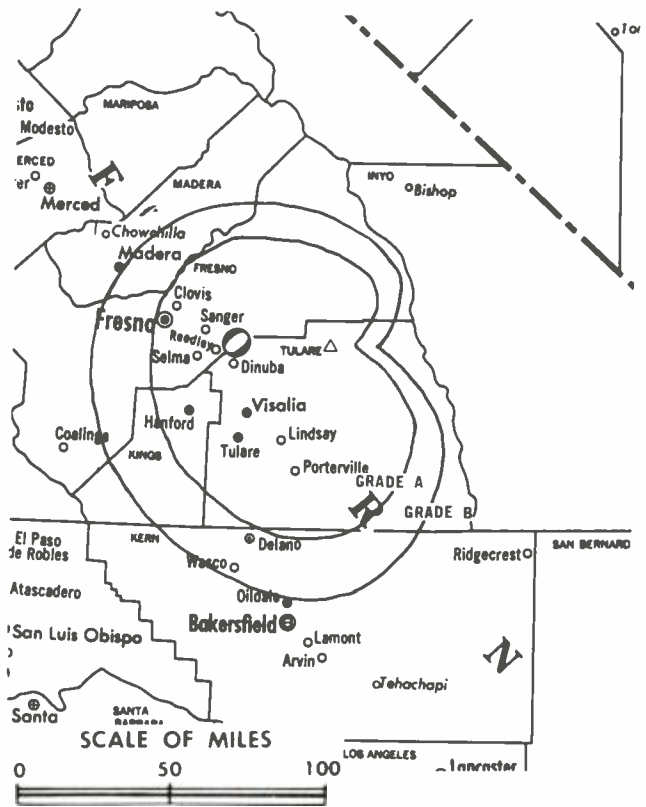 MARIPOSA
Modesto
MERCED
Merced
MADERA
INYO
Bishop
Chowchilla
Madera
FRESNO
Clovis
Fresno
Sanger
Reedley
Selma
TULARE
Dinuba
Hanford
Visalia
Coalinga
Tulare
Lindsay
KINGS
Porterville
GRADE A
R
GRADE B
El Paso
de Robles
KERN
Delano
SAN BERNARD
Ridgecrest
Wasco
Atascadero
Oildale
Bakersfield
San Luis Obispo
Lamont
Arvin
N
Tehachapi
Santa
SANTA
BARBARA
SCALE OF MILES
LOS ANGELES
Lancaster
0 50 100